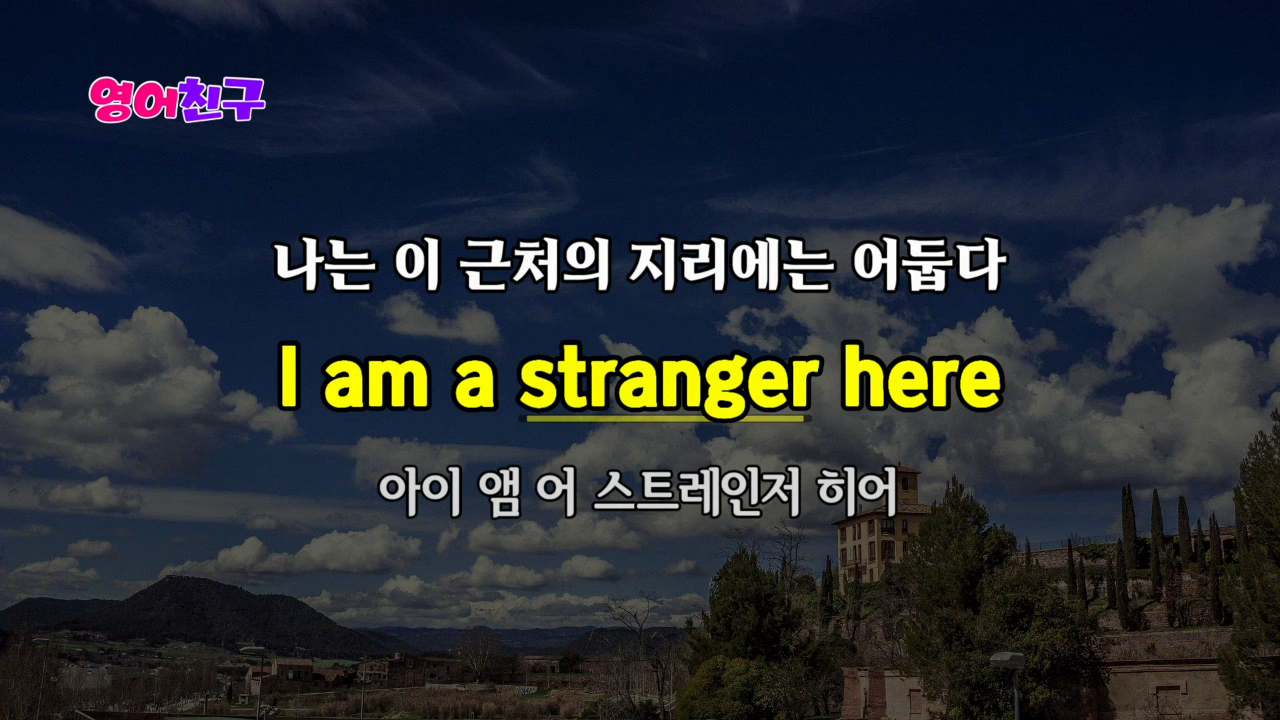 영어친구
나는 이 근처의 지리에는 어둡다
I am a stranger here
아이 앰 어 스트레인저 히어